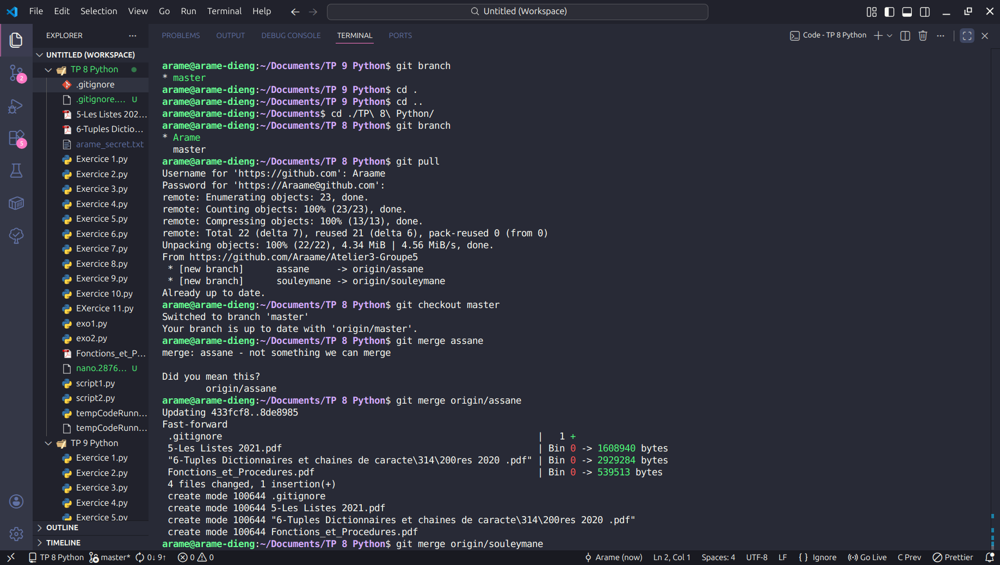 File Edit Selection View Go Run Terminal Help
Untitled (Workspace)
EXPLORER
UNTITLED (WORKSPACE)
TP 8 Python
.gitignore
.gitignore.... U
5-Les Listes 202...
6-Tuples Dictio...
arame_secret.txt
Exercice 1.py
Exercice 2.py
Exercice 3.py
Exercice 4.py
Exercice 5.py
Exercice 6.py
Exercice 7.py
Exercice 8.py
Exercice 9.py
Exercice 10.py
EXercice 11.py
exo1.py
exo2.py
Fonctions_et_P...
nano.2876... U
script1.py
script2.py
tempCodeRunn...
tempCodeRunn...
TP 9 Python
Exercice 1.py
Exercice 2.py
Exercice 3.py
Exercice 4.py
Exercice 5.py
OUTLINE
TIMELINE
2
5
PROBLEMS OUTPUT DEBUG CONSOLE TERMINAL PORTS
Code - TP 8 Python
arame@arame-dieng:~/Documents/TP 9 Python$ git branch
* master
arame@arame-dieng:~/Documents/TP 9 Python$ cd .
arame@arame-dieng:~/Documents/TP 9 Python$ cd ..
arame@arame-dieng:~/Documents$ cd ./TP\ 8\ Python/
arame@arame-dieng:~/Documents/TP 8 Python$ git branch
* Arame
master
arame@arame-dieng:~/Documents/TP 8 Python$ git pull
Username for 'https://github.com': Araame
Password for 'https://Araame@github.com':
remote: Enumerating objects: 23, done.
remote: Counting objects: 100% (23/23), done.
remote: Compressing objects: 100% (13/13), done.
remote: Total 22 (delta 7), reused 21 (delta 6), pack-reused 0 (from 0)
Unpacking objects: 100% (22/22), 4.34 MiB | 4.56 MiB/s, done.
From https://github.com/Araame/Atelier3-Groupe5
* [new branch] assane -> origin/assane
* [new branch] souleymane -> origin/souleymane
Already up to date.
arame@arame-dieng:~/Documents/TP 8 Python$ git checkout master
Switched to branch 'master'
Your branch is up to date with 'origin/master'.
arame@arame-dieng:~/Documents/TP 8 Python$ git merge assane
merge: assane - not something we can merge
Did you mean this?
origin/assane
arame@arame-dieng:~/Documents/TP 8 Python$ git merge origin/assane
Updating 433fcf8..8de8985
Fast-forward
.gitignore | 1 +
5-Les Listes 2021.pdf | Bin 0 -> 1608940 bytes
"6-Tuples Dictionnaires et chaines de caracte\314\200res 2020 .pdf" | Bin 0 -> 2929284 bytes
Fonctions_et_Procedures.pdf | Bin 0 -> 539513 bytes
4 files changed, 1 insertion(+)
create mode 100644 .gitignore
create mode 100644 5-Les Listes 2021.pdf
create mode 100644 "6-Tuples Dictionnaires et chaines de caracte\314\200res 2020 .pdf"
create mode 100644 Fonctions_et_Procedures.pdf
arame@arame-dieng:~/Documents/TP 8 Python$ git merge origin/souleymane
TP 8 Python master* 0↓ 9↑ 0 0 Arame (now) Ln 2, Col 1 Spaces: 4 UTF-8 LF { } Ignore Go Live C Prev Prettier